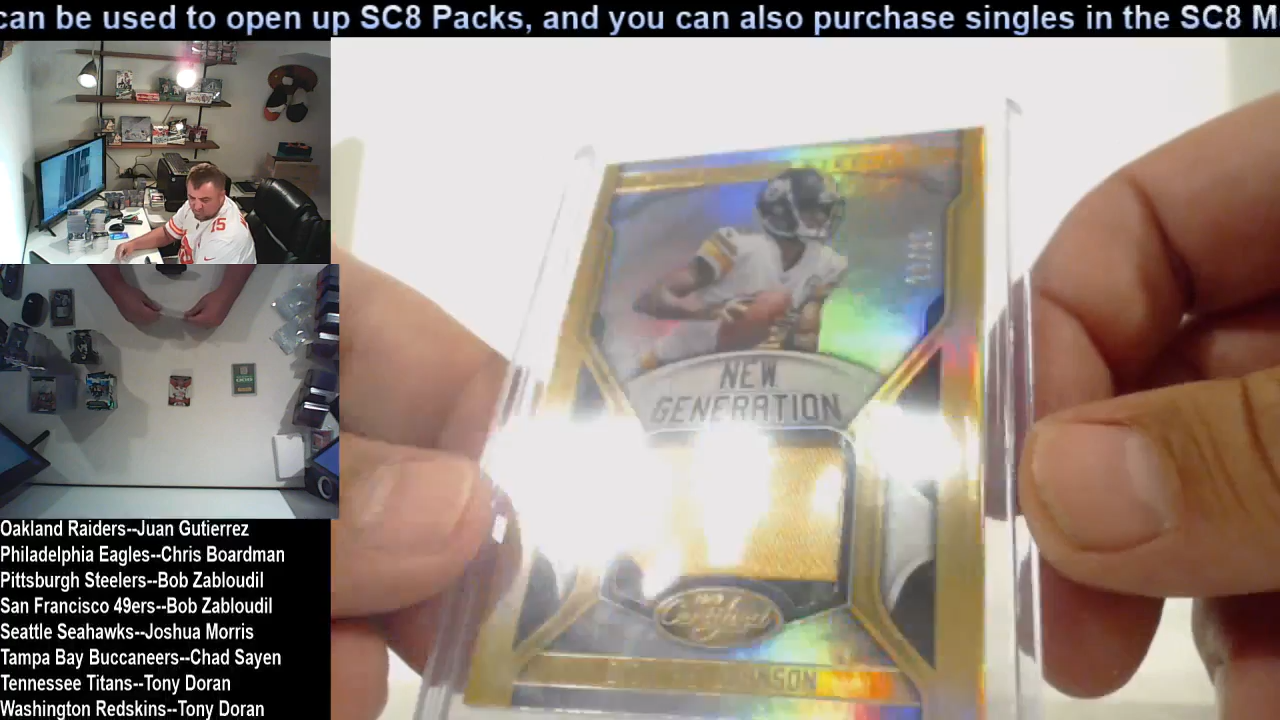 can be used to open up SC8 Packs, and you can also purchase singles in the SC8 M
15
NEW
GENERATION
Certified
Oakland Raiders--Juan Gutierrez
Philadelphia Eagles--Chris Boardman
Pittsburgh Steelers--Bob Zabloudil
San Francisco 49ers--Bob Zabloudil
Seattle Seahawks--Joshua Morris
Tampa Bay Buccaneers--Chad Sayen
Tennessee Titans--Tony Doran
Washington Redskins--Tony Doran